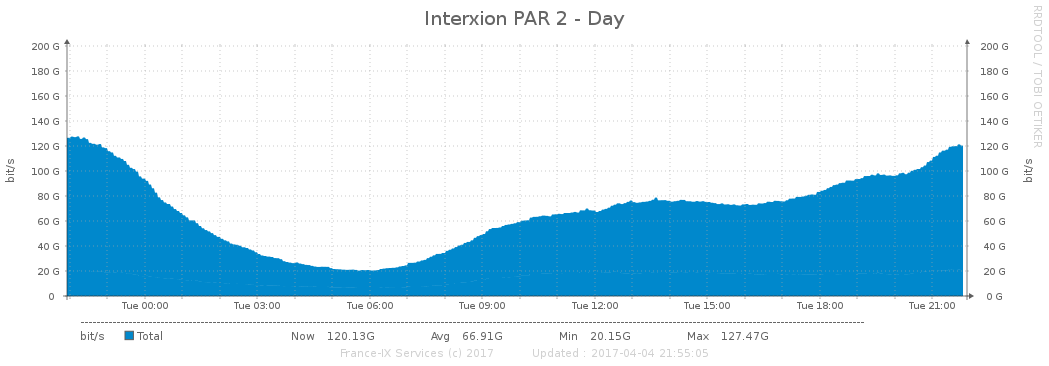 Interxion PAR 2 - Day
RRDTOOL / TOBI OETIKER
bit/s
200 G 200 G
180 G 180 G
160 G 160 G
140 G 140 G
120 G 120 G
100 G 100 G
80 G 80 G
60 G 60 G
40 G 40 G
20 G 20 G
0 0 G
bit/s
Tue 00:00 Tue 03:00 Tue 06:00 Tue 09:00 Tue 12:00 Tue 15:00 Tue 18:00 Tue 21:00
bit/s Total Now 120.13G Avg 66.91G Min 20.15G Max 127.47G
France-IX Services (c) 2017 Updated : 2017-04-04 21:55:05